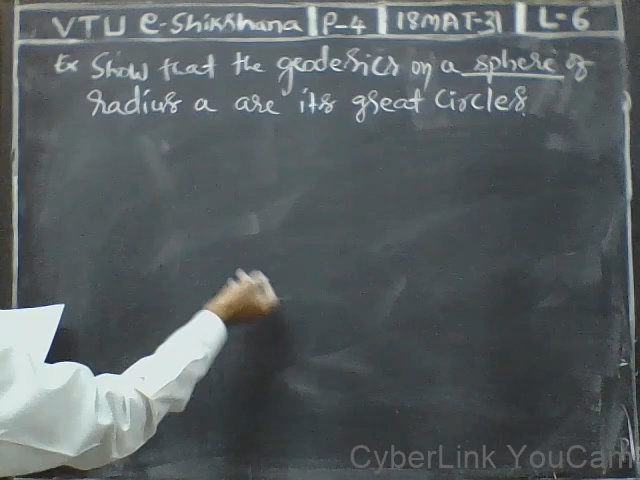 VTU e-Shikshana | P-4 | 18MAT-31 | L-6
Ex Show that the geodesics on a sphere of
radius a are its great Circles.
CyberLink YouCam